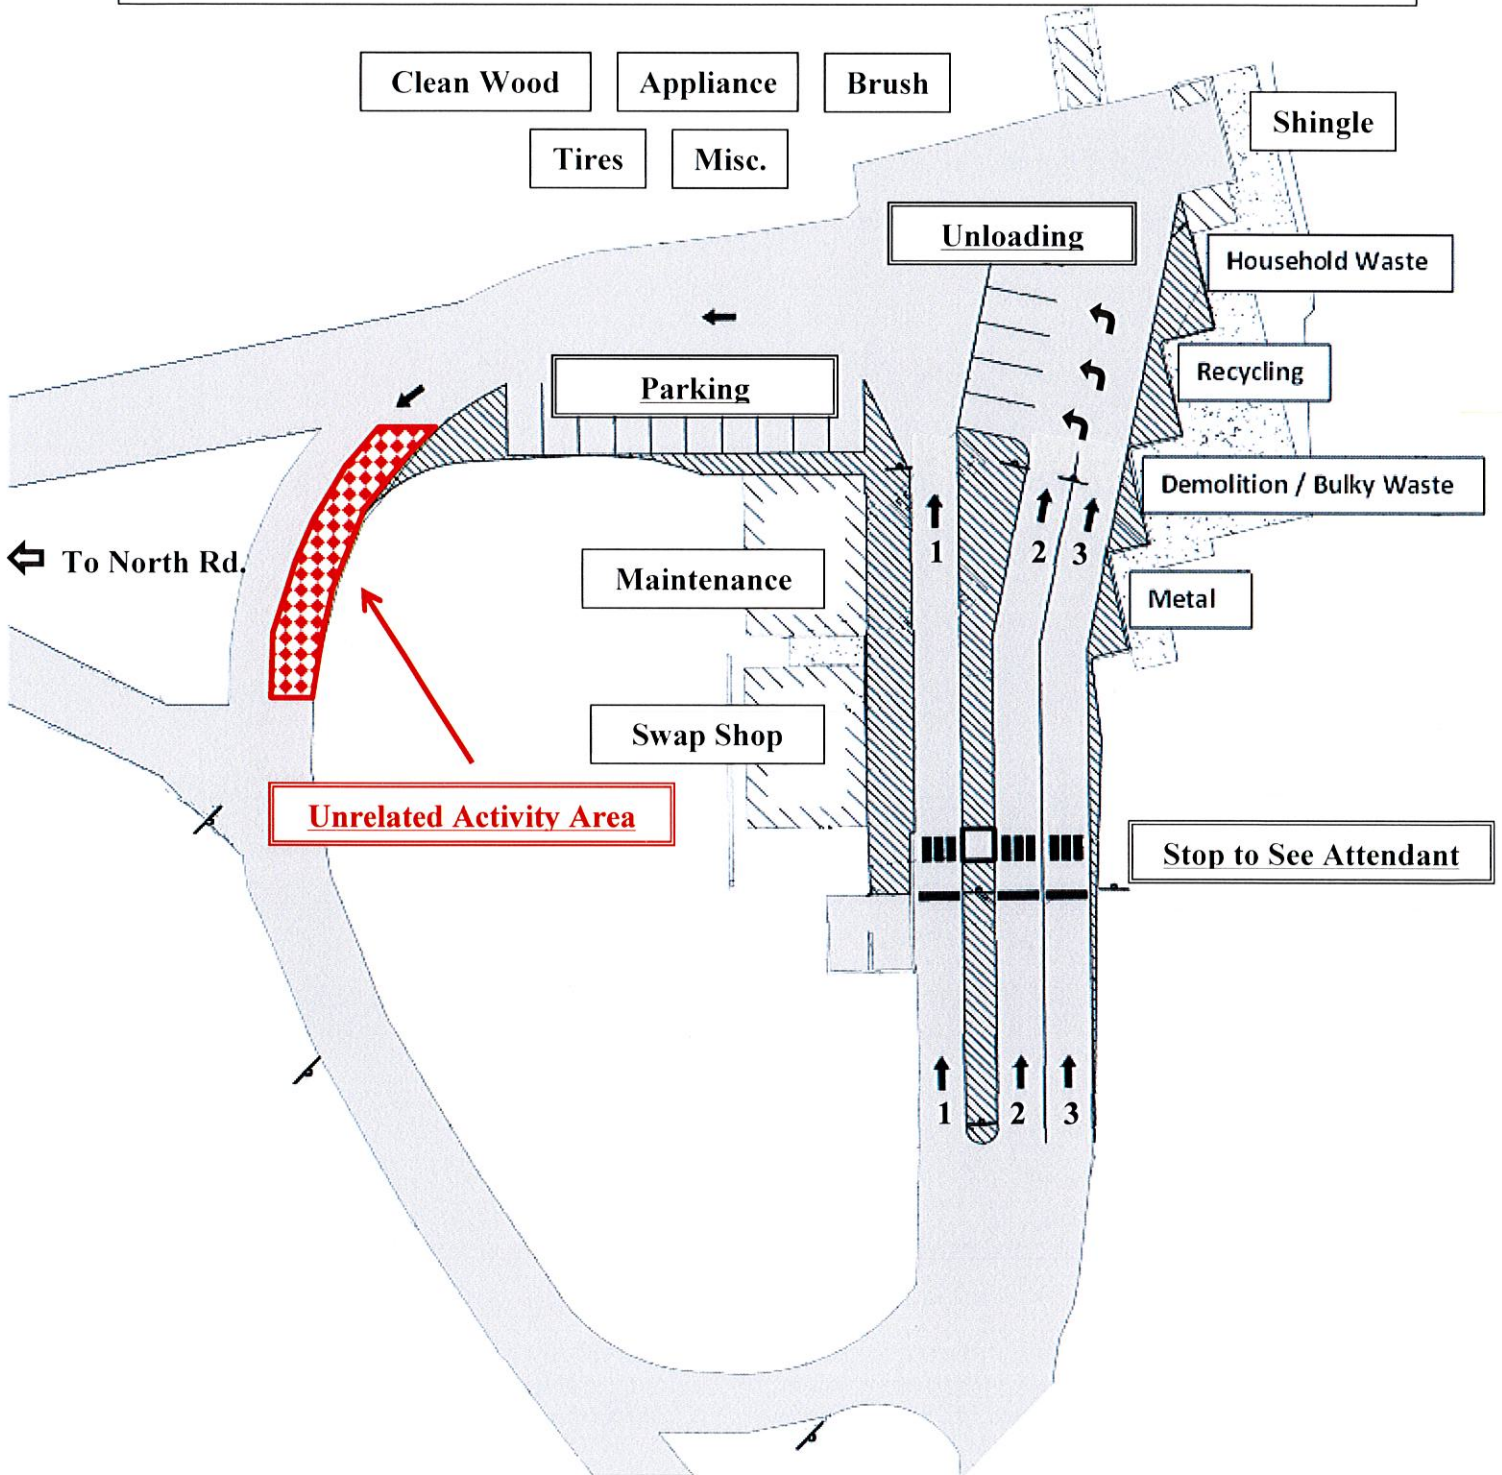 Clean Wood
Appliance
Brush
Shingle
Tires
Misc.
Unloading
Household Waste
Recycling
Parking
Demolition / Bulky Waste
1
2
3
To North Rd.
Maintenance
Metal
Swap Shop
Unrelated Activity Area
Stop to See Attendant
1
2
3